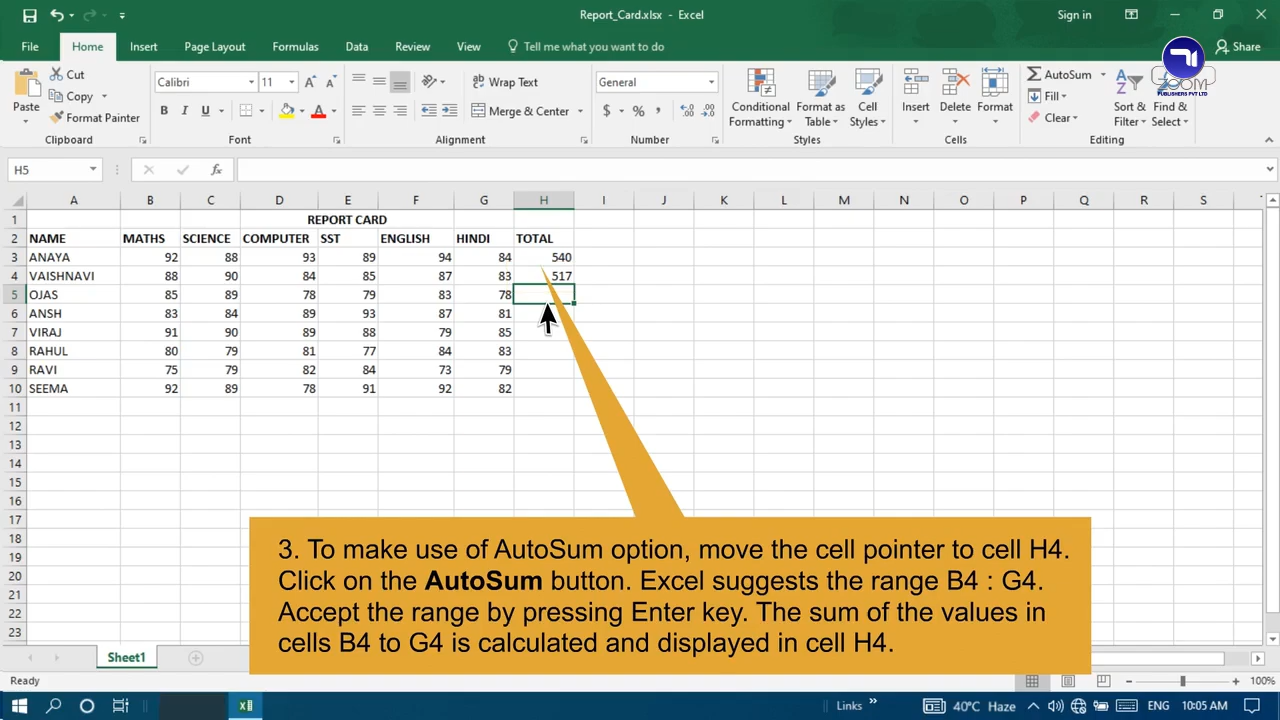 Report_Card.xlsx - Excel
Sign in
File Home Insert Page Layout Formulas Data Review View Tell me what you want to do Share
Paste
Cut
Copy
Format Painter
Clipboard
Calibri 11
B I U
Font
Wrap Text
Merge & Center
Alignment
General
$ % ,
Number
Conditional Formatting
Format as Table
Cell Styles
Styles
Insert Delete Format
Cells
AutoSum
Fill
Clear
Sort & Filter
Find & Select
Editing
ZOOM
PUBLISHERS PVT LTD
H5 fx
A B C D E F G H I J K L M N O P Q R S
1 REPORT CARD
2 NAME MATHS SCIENCE COMPUTER SST ENGLISH HINDI TOTAL
3 ANAYA 92 88 93 89 94 84 540
4 VAISHNAVI 88 90 84 85 87 83 517
5 OJAS 85 89 78 79 83 78
6 ANSH 83 84 89 93 87 81
7 VIRAJ 91 90 89 88 79 85
8 RAHUL 80 79 81 77 84 83
9 RAVI 75 79 82 84 73 79
10 SEEMA 92 89 78 91 92 82
11
12
13
14
15
16
17
18
19
20
21
22
23
3. To make use of AutoSum option, move the cell pointer to cell H4.
Click on the AutoSum button. Excel suggests the range B4 : G4.
Accept the range by pressing Enter key. The sum of the values in
cells B4 to G4 is calculated and displayed in cell H4.
Sheet1
Ready
100%
Links
40°C Haze
ENG
10:05 AM